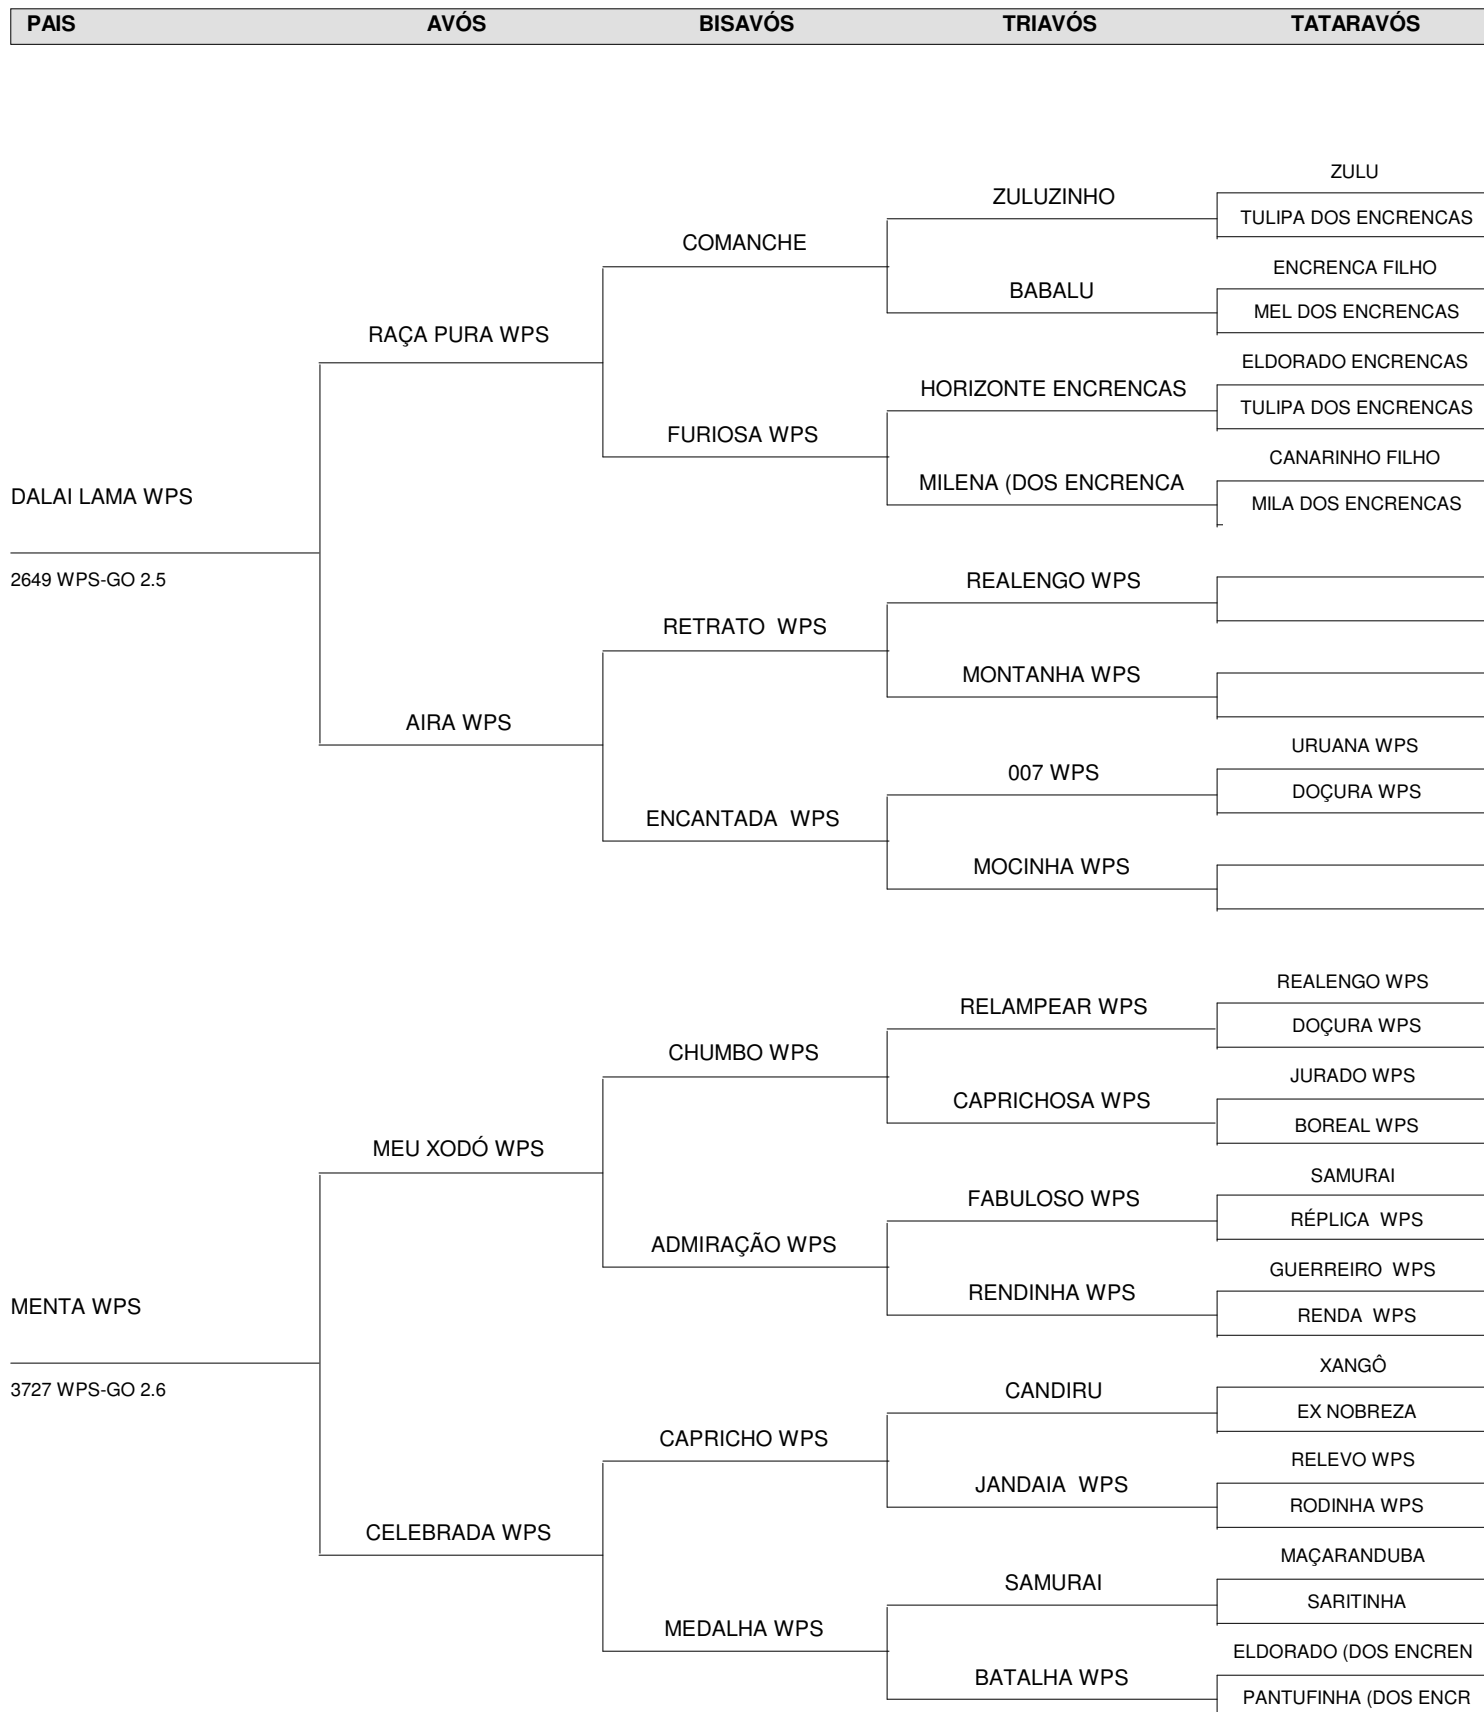 PAIS AVÓS BISAVÓS TRIAVÓS TATARAVÓS
ZULU
ZULUZINHO
TULIPA DOS ENCRENCAS
COMANCHE
ENCRENCA FILHO
BABALU
MEL DOS ENCRENCAS
RAÇA PURA WPS
ELDORADO ENCRENCAS
HORIZONTE ENCRENCAS
TULIPA DOS ENCRENCAS
FURIOSA WPS
CANARINHO FILHO
MILENA (DOS ENCRENCA
MILA DOS ENCRENCAS
DALAI LAMA WPS
2649 WPS-GO 2.5
REALENGO WPS
RETRATO WPS
MONTANHA WPS
AIRA WPS
URUANA WPS
007 WPS
DOÇURA WPS
ENCANTADA WPS
MOCINHA WPS
REALENGO WPS
RELAMPEAR WPS
DOÇURA WPS
CHUMBO WPS
JURADO WPS
CAPRICHOSA WPS
BOREAL WPS
MEU XODÓ WPS
SAMURAI
FABULOSO WPS
RÉPLICA WPS
ADMIRAÇÃO WPS
GUERREIRO WPS
RENDINHA WPS
RENDA WPS
MENTA WPS
3727 WPS-GO 2.6
XANGÔ
CANDIRU
EX NOBREZA
CAPRICHO WPS
RELEVO WPS
JANDAIA WPS
RODINHA WPS
CELEBRADA WPS
MAÇARANDUBA
SAMURAI
SARITINHA
MEDALHA WPS
ELDORADO (DOS ENCREN
BATALHA WPS
PANTUFINHA (DOS ENCR